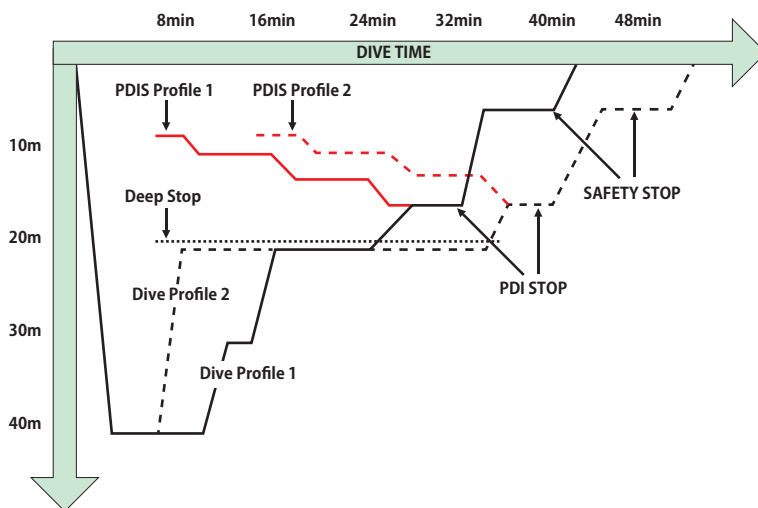 8min 16min 24min 32min 40min 48min
DIVE TIME
PDIS Profile 1 PDIS Profile 2
10m
Deep Stop
SAFETY STOP
20m
PDI STOP
Dive Profile 2
30m
Dive Profile 1
40m